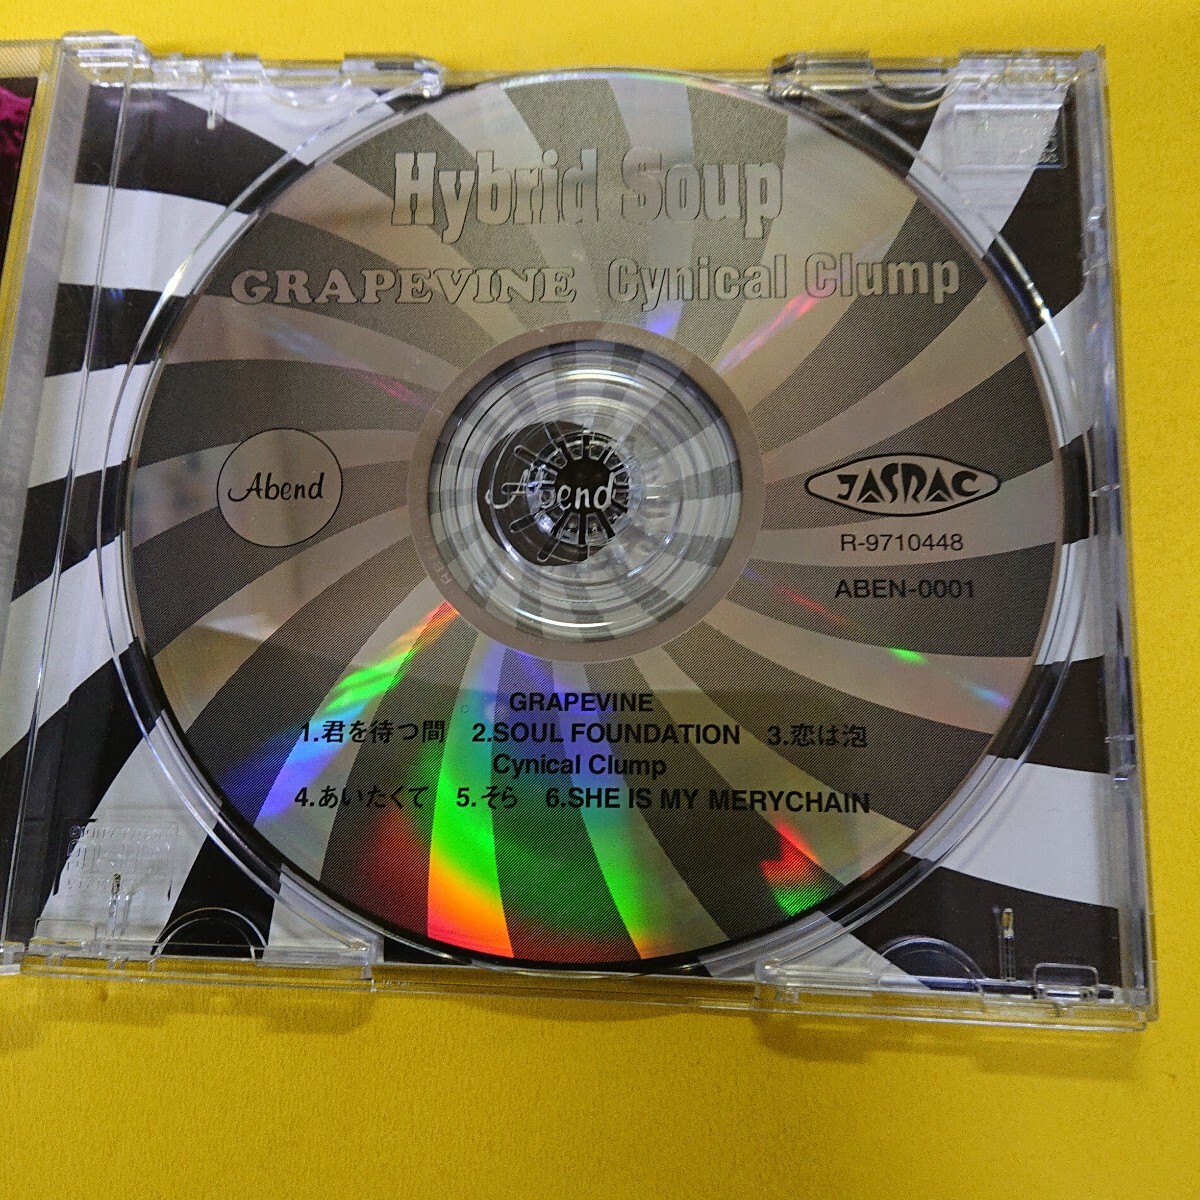 Hybrid Soup
GRAPEVINE Cynical Clump
Abend
Abend
JASRAC
R-9710448
ABEN-0001
GRAPEVINE
1.君を待つ間 2.SOUL FOUNDATION 3.恋は泡
Cynical Clump
4.あいたくて 5.そら 6.SHE IS MY MERYCHAIN